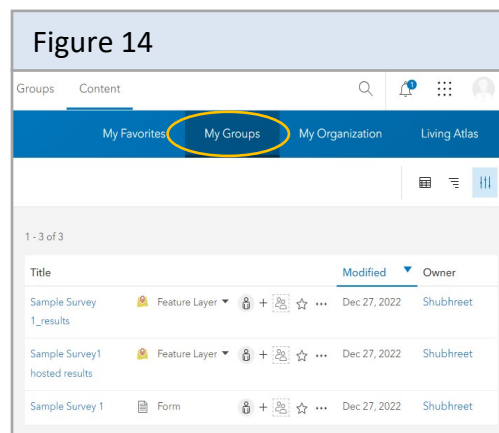 Figure 14
Groups Content 1
My Favorites My Groups My Organization Living Atlas
1 - 3 of 3
Title Modified Owner
Sample Survey 1_results Feature Layer Dec 27, 2022 Shubhreet
Sample Survey1 hosted results Feature Layer Dec 27, 2022 Shubhreet
Sample Survey 1 Form Dec 27, 2022 Shubhreet